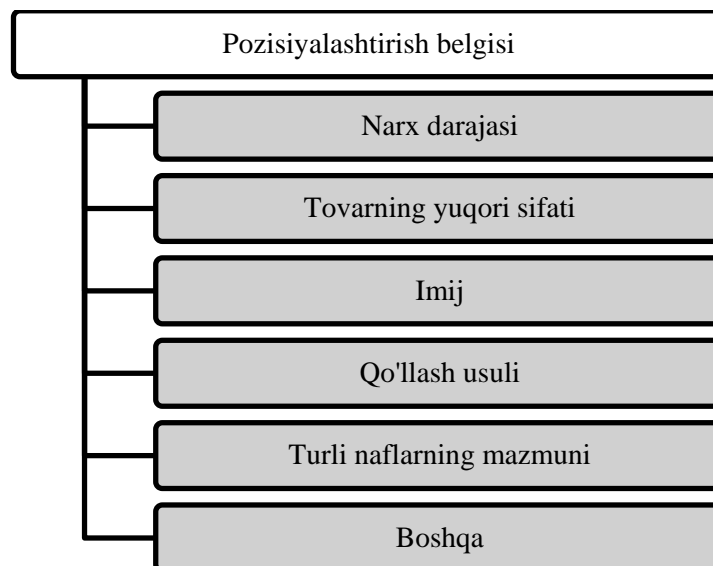 Pozisiyalashtirish belgisi
Narx darajasi
Tovarning yuqori sifati
Imij
Qo'llash usuli
Turli naflarning mazmuni
Boshqa